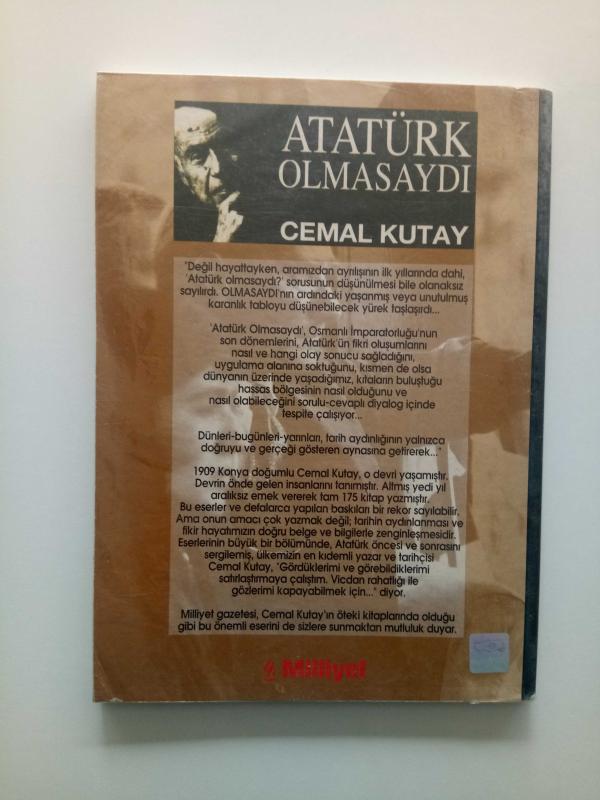 ATATÜRK
OLMASAYDI
CEMAL KUTAY
"Değil hayattayken, aramızdan ayrılışının ilk yıllarında dahi,
'Atatürk olmasaydı?' sorusunun düşünülmesi bile olanaksız
sayılırdı. OLMASAYDI'nın ardındaki yaşanmış veya unutulmuş
karanlık tabloyu düşünebilecek yürek taşlaşırdı...
'Atatürk Olmasaydı', Osmanlı İmparatorluğu'nun
son dönemlerini, Atatürk'ün fikri oluşumlarını
nasıl ve hangi olay sonucu sağladığını,
uygulama alanına soktuğunu, kısmen de olsa
dünyanın üzerinde yaşadığımız, kıtaların buluştuğu
hassas bölgesinin nasıl olduğunu ve
nasıl olabileceğini sorulu-cevaplı diyalog içinde
tespite çalışıyor...
Dünleri-bugünleri-yarınları, tarih aydınlığının yalnızca
doğruyu ve gerçeği gösteren aynasına getirerek..."
1909 Konya doğumlu Cemal Kutay, o devri yaşamıştır.
Devrin önde gelen insanlarını tanımıştır. Altmış yedi yıl
aralıksız emek vererek tam 175 kitap yazmıştır.
Bu eserler ve defalarca yapılan baskıları bir rekor sayılabilir.
Ama onun amacı çok yazmak değil; tarihin aydınlanması ve
fikir hayatımızın doğru belge ve bilgilerle zenginleşmesidir.
Eserlerinin büyük bir bölümünde, Atatürk öncesi ve sonrasını
sergilemiş, ülkemizin en kıdemli yazar ve tarihçisi
Cemal Kutay, "Gördüklerimi ve görebildiklerimi
satırlaştırmaya çalıştım. Vicdan rahatlığı ile
gözlerimi kapayabilmek için..." diyor.
Milliyet gazetesi, Cemal Kutay'ın öteki kitaplarında olduğu
gibi bu önemli eserini de sizlere sunmaktan mutluluk duyar.
Milliyet